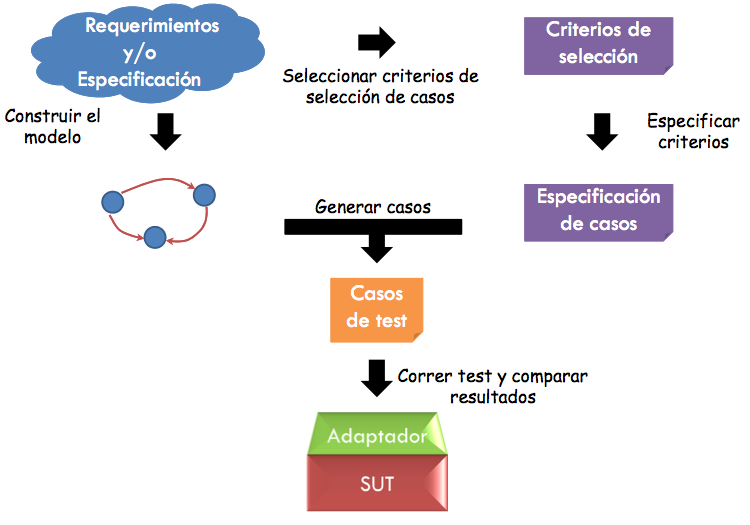 Requerimientos
y/o
Especificación
Seleccionar criterios de
selección de casos
Criterios de
selección
Construir el
modelo
Especificar
criterios
Generar casos
Especificación
de casos
Casos
de test
Correr test y comparar
resultados
Adaptador
SUT